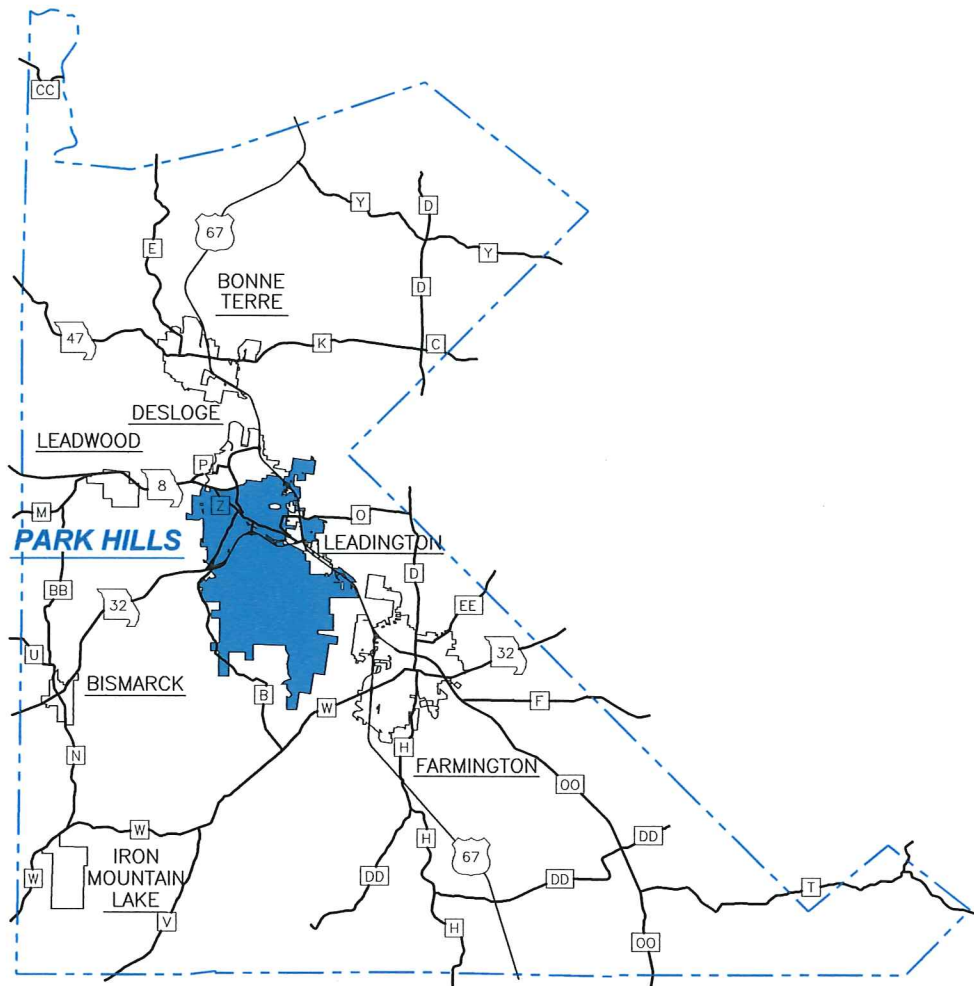 CC
Y
D
67
E
Y
BONNE
TERRE
D
47
K
C
DESLOGE
LEADWOOD
P
8
Z
M
O
PARK HILLS
LEADINGTON
D
BB
EE
32
32
U
BISMARCK
B
W
F
N
H
FARMINGTON
OO
W
H
DD
IRON
MOUNTAIN
LAKE
67
W
DD
DD
T
V
H
OO